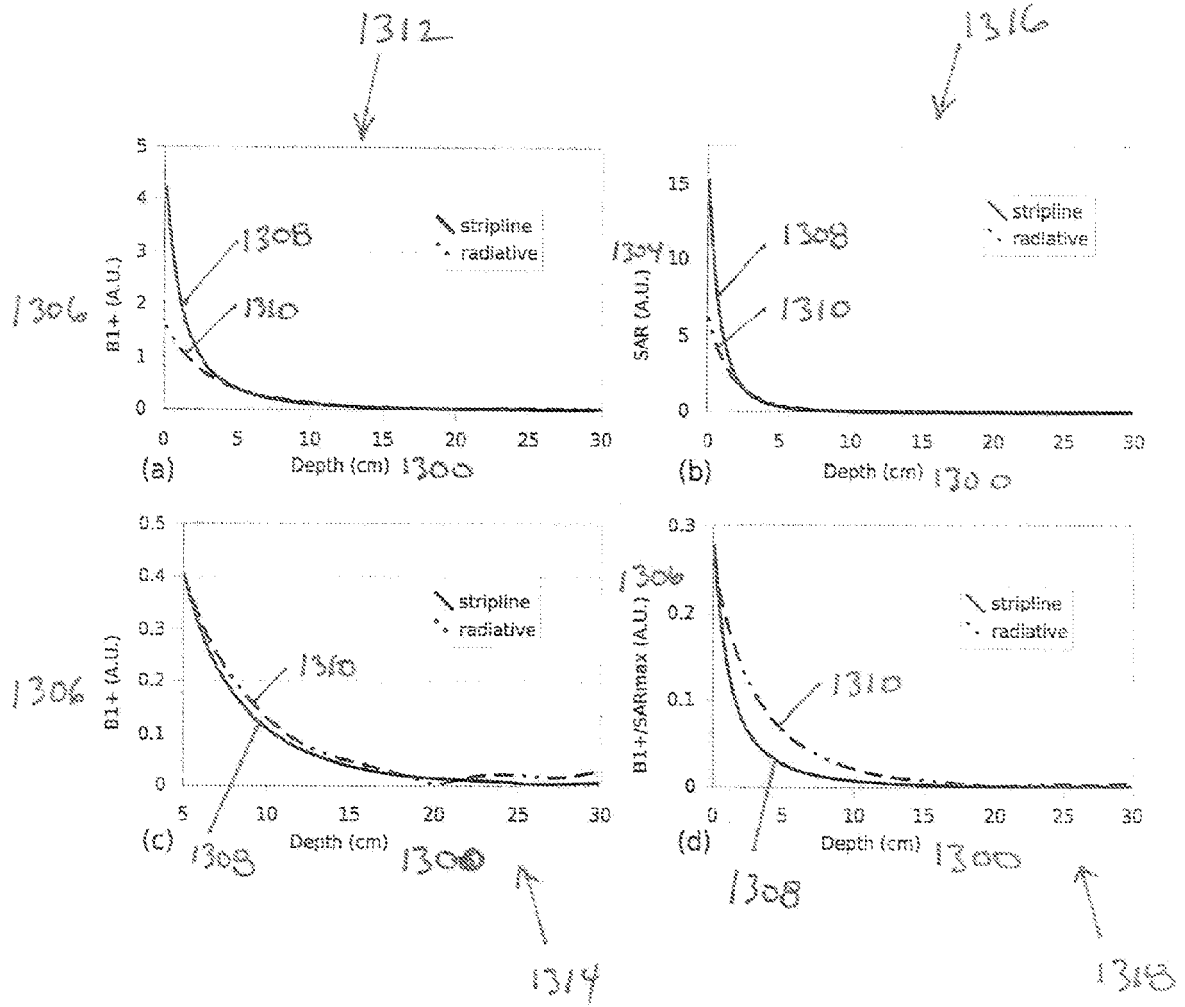 1312
1316
5
4
3
2
1
0
1306
B1+ (A.U.)
1308
1310
stripline
radiative
0 5 10 15 20 25 30
(a)
Depth (cm) 1300
15
10
5
0
1304
SAR (A.U.)
1308
1310
stripline
radiative
0 5 10 15 20 25 30
(b)
Depth (cm) 1300
0.5
0.4
0.3
0.2
0.1
0
1306
B1+ (A.U.)
1310
stripline
radiative
5 10 15 20 25 30
(c)
1308
Depth (cm)
1300
1314
0.3
0.2
0.1
0
1306
B1+/SARmax (A.U.)
stripline
radiative
1310
0 5 10 15 20 25 30
(d)
Depth (cm) 1300
1308
1318